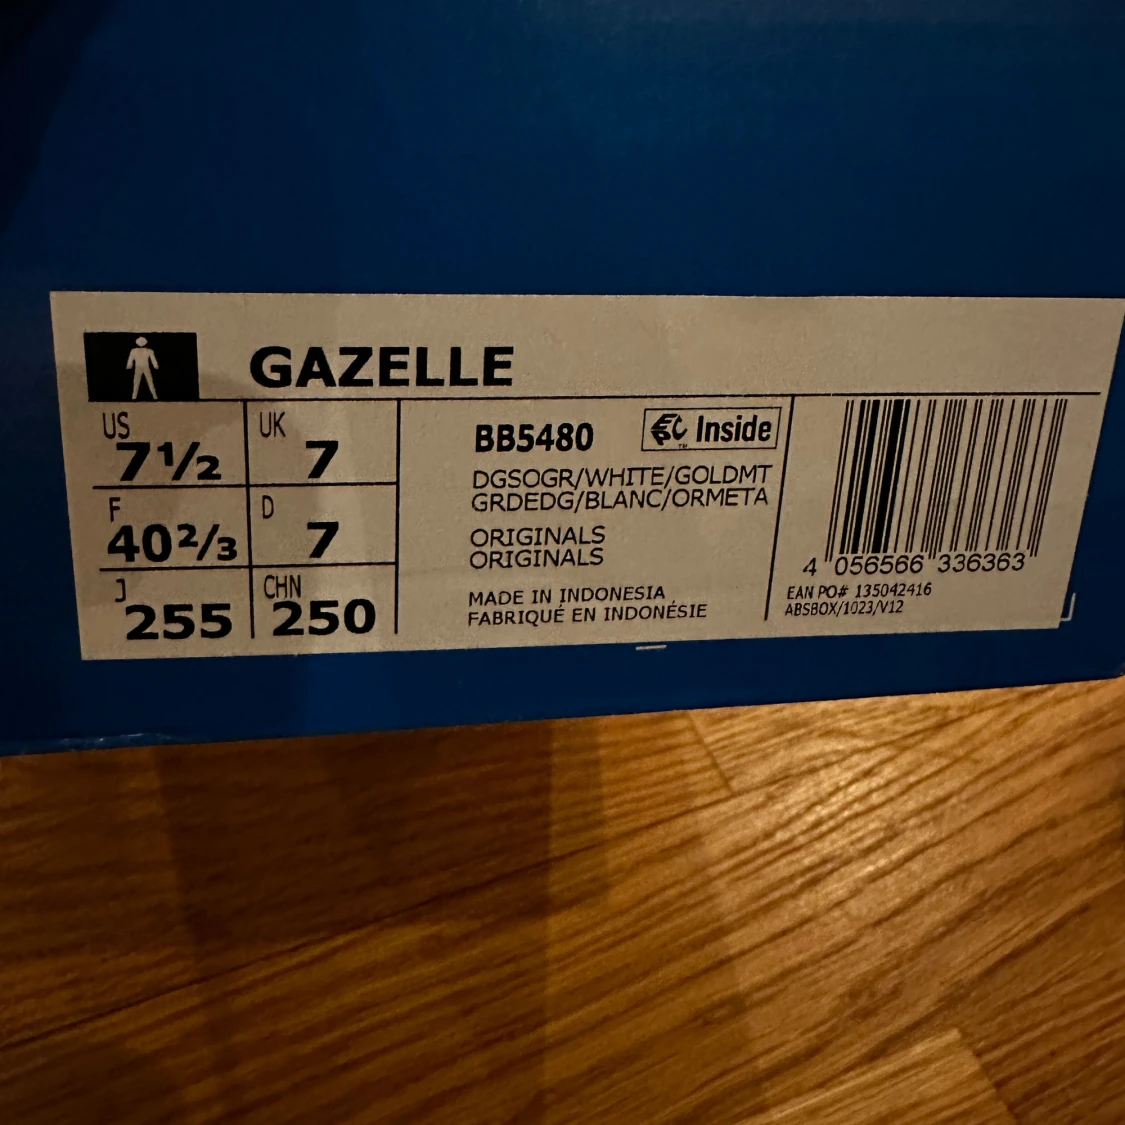 GAZELLE
US
7½
UK
7
F
40⅔
D
7
J
255
CHN
250
BB5480
EPC™ Inside
DGSOGR/WHITE/GOLDMT
GRDEDG/BLANC/ORMETA
ORIGINALS
ORIGINALS
MADE IN INDONESIA
FABRIQUÉ EN INDONÉSIE
4 056566 336363
EAN PO# 135042416
ABSBOX/1023/V12